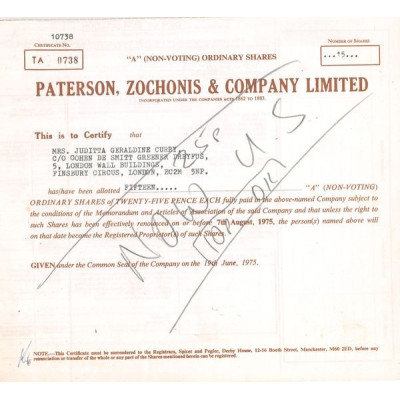 10738
CERTIFICATE No.
TA 0738
"A" (NON-VOTING) ORDINARY SHARES
NUMBER OF SHARES
...15...
PATERSON, ZOCHONIS & COMPANY LIMITED
INCORPORATED UNDER THE COMPANIES ACTS 1862 TO 1883.
This is to Certify that
MRS. JUDITTA GERALDINE CURRY,
C/O COHEN DE SMITT GREENER DREYFUS,
5, LONDON WALL BUILDINGS,
FINSBURY CIRCUS, LONDON, EC2M 5NP.
has/have been allotted FIFTEEN..... "A" (NON-VOTING)
ORDINARY SHARES OF TWENTY-FIVE PENCE EACH fully paid in the above-named Company subject to
the conditions of the Memorandum and Articles of Association of the said Company and that unless the right to
such Shares has been effectively renounced on or before 7th August, 1975, the person(s) named above will
on that date become the Registered Proprietor(s) of such Shares.
GIVEN under the Common Seal of the Company on the 19th June, 1975.
NOTE.—This Certificate must be surrendered to the Registrars, Spicer and Pegler, Derby House, 12-16 Booth Street, Manchester, M60 2ED, before any
renunciation or transfer of the whole or any part of the Shares mentioned herein can be registered.